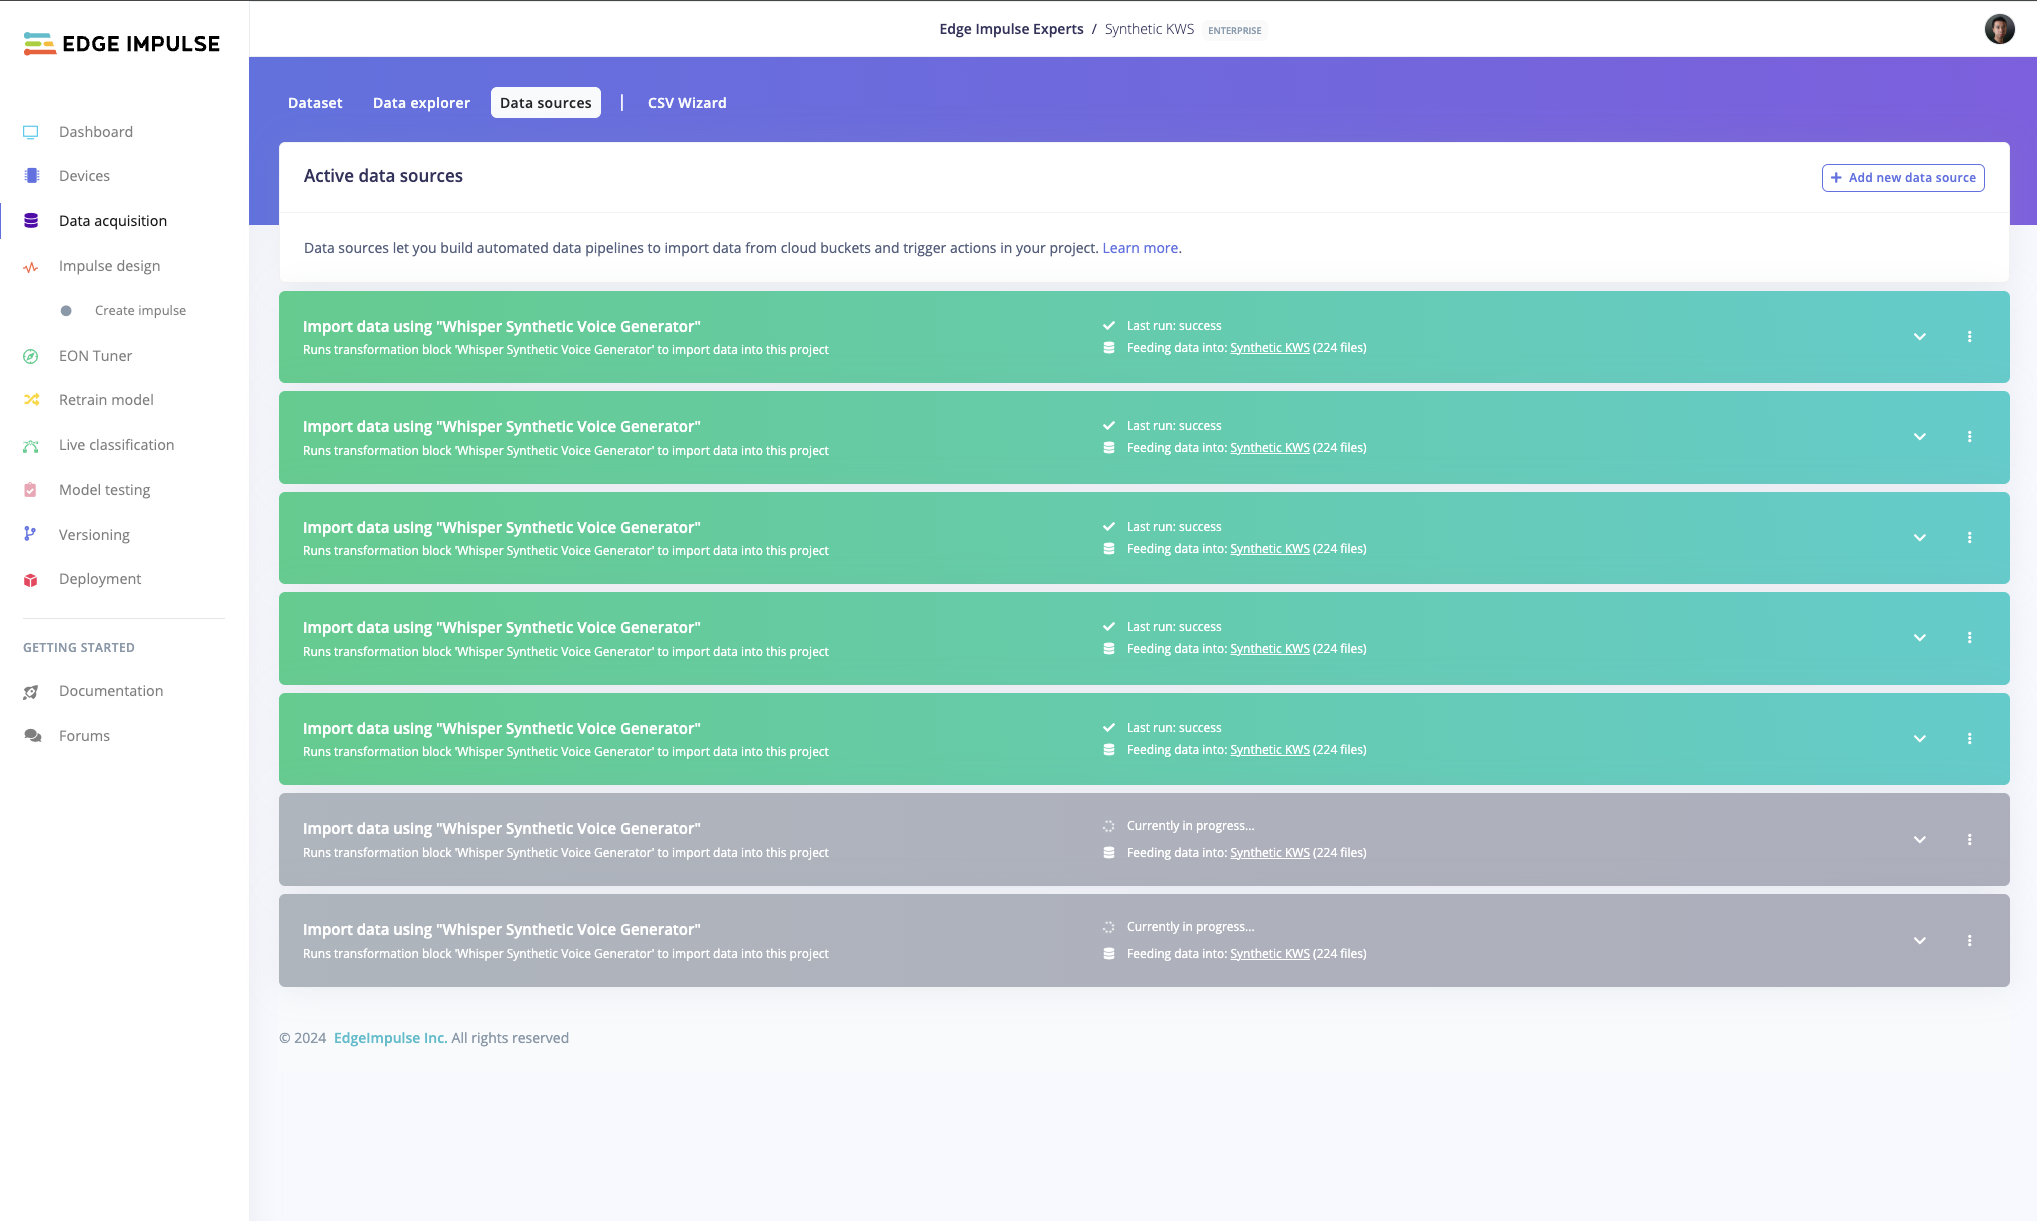 EDGE IMPULSE
Edge Impulse Experts / Synthetic KWS ENTERPRISE
Dataset Data explorer Data sources | CSV Wizard
Dashboard
Devices
Data acquisition
Impulse design
Create impulse
EON Tuner
Retrain model
Live classification
Model testing
Versioning
Deployment
GETTING STARTED
Documentation
Forums
Active data sources
+ Add new data source
Data sources let you build automated data pipelines to import data from cloud buckets and trigger actions in your project. Learn more.
Import data using "Whisper Synthetic Voice Generator"
Runs transformation block 'Whisper Synthetic Voice Generator' to import data into this project
Last run: success
Feeding data into: Synthetic KWS (224 files)
Import data using "Whisper Synthetic Voice Generator"
Runs transformation block 'Whisper Synthetic Voice Generator' to import data into this project
Last run: success
Feeding data into: Synthetic KWS (224 files)
Import data using "Whisper Synthetic Voice Generator"
Runs transformation block 'Whisper Synthetic Voice Generator' to import data into this project
Last run: success
Feeding data into: Synthetic KWS (224 files)
Import data using "Whisper Synthetic Voice Generator"
Runs transformation block 'Whisper Synthetic Voice Generator' to import data into this project
Last run: success
Feeding data into: Synthetic KWS (224 files)
Import data using "Whisper Synthetic Voice Generator"
Runs transformation block 'Whisper Synthetic Voice Generator' to import data into this project
Last run: success
Feeding data into: Synthetic KWS (224 files)
Import data using "Whisper Synthetic Voice Generator"
Runs transformation block 'Whisper Synthetic Voice Generator' to import data into this project
Currently in progress...
Feeding data into: Synthetic KWS (224 files)
Import data using "Whisper Synthetic Voice Generator"
Runs transformation block 'Whisper Synthetic Voice Generator' to import data into this project
Currently in progress...
Feeding data into: Synthetic KWS (224 files)
© 2024 EdgeImpulse Inc. All rights reserved